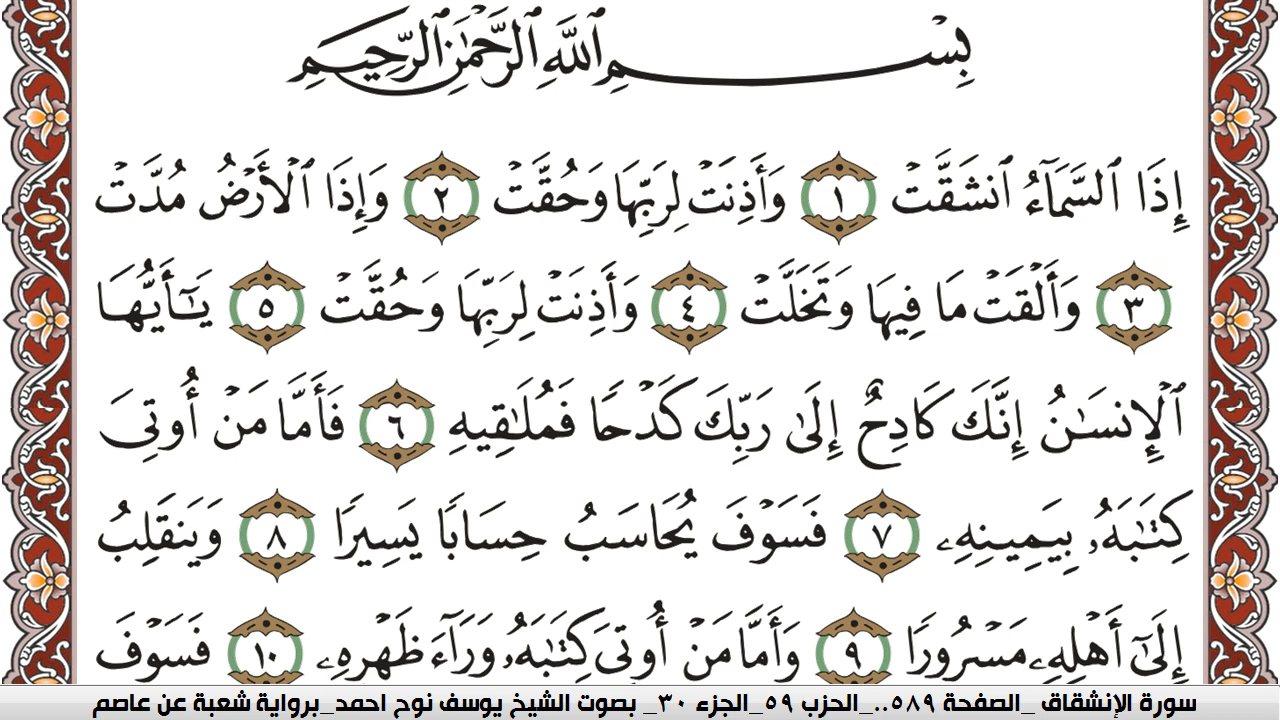 بِسْمِ ٱللَّهِ ٱلرَّحْمَٰنِ ٱلرَّحِيمِ
إِذَا ٱلسَّمَآءُ ٱنشَقَّتْ ١ وَأَذِنَتْ لِرَبِّهَا وَحُقَّتْ ٢ وَإِذَا ٱلْأَرْضُ مُدَّتْ
٣ وَأَلْقَتْ مَا فِيهَا وَتَخَلَّتْ ٤ وَأَذِنَتْ لِرَبِّهَا وَحُقَّتْ ٥ يَٰٓأَيُّهَا
ٱلْإِنسَٰنُ إِنَّكَ كَادِحٌ إِلَىٰ رَبِّكَ كَدْحًا فَمُلَٰقِيهِ ٦ فَأَمَّا مَنْ أُوتِىَ
كِتَٰبَهُۥ بِيَمِينِهِۦ ٧ فَسَوْفَ يُحَاسَبُ حِسَابًا يَسِيرًا ٨ وَيَنقَلِبُ
إِلَىٰٓ أَهْلِهِۦ مَسْرُورًا ٩ وَأَمَّا مَنْ أُوتِىَ كِتَٰبَهُۥ وَرَآءَ ظَهْرِهِۦ ١٠ فَسَوْفَ
سورة الإنشقاق _الصفحة ٥٨٩.._الحزب ٥٩_الجزء ٣٠_ بصوت الشيخ يوسف نوح احمد_برواية شعبة عن عاصم